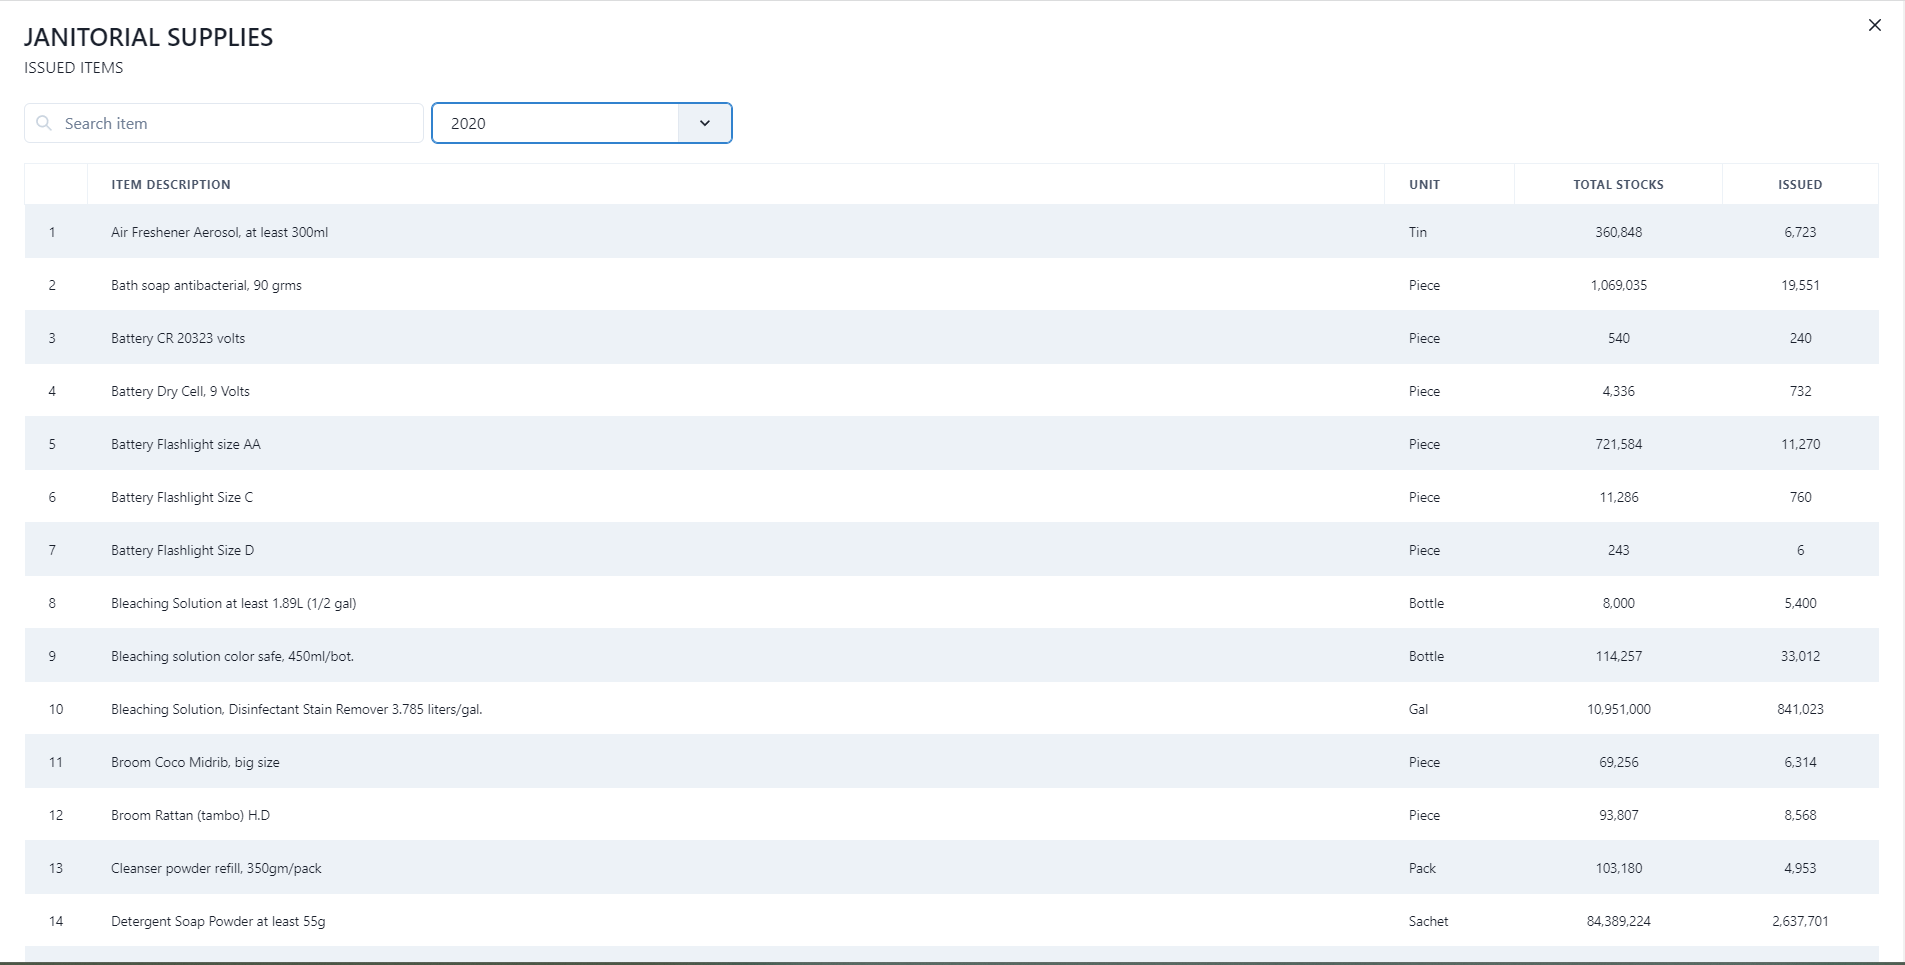 JANITORIAL SUPPLIES
ISSUED ITEMS
Search item 2020
ITEM DESCRIPTION UNIT TOTAL STOCKS ISSUED
1 Air Freshener Aerosol, at least 300ml Tin 360,848 6,723
2 Bath soap antibacterial, 90 grms Piece 1,069,035 19,551
3 Battery CR 20323 volts Piece 540 240
4 Battery Dry Cell, 9 Volts Piece 4,336 732
5 Battery Flashlight size AA Piece 721,584 11,270
6 Battery Flashlight Size C Piece 11,286 760
7 Battery Flashlight Size D Piece 243 6
8 Bleaching Solution at least 1.89L (1/2 gal) Bottle 8,000 5,400
9 Bleaching solution color safe, 450ml/bot. Bottle 114,257 33,012
10 Bleaching Solution, Disinfectant Stain Remover 3.785 liters/gal. Gal 10,951,000 841,023
11 Broom Coco Midrib, big size Piece 69,256 6,314
12 Broom Rattan (tambo) H.D Piece 93,807 8,568
13 Cleanser powder refill, 350gm/pack Pack 103,180 4,953
14 Detergent Soap Powder at least 55g Sachet 84,389,224 2,637,701